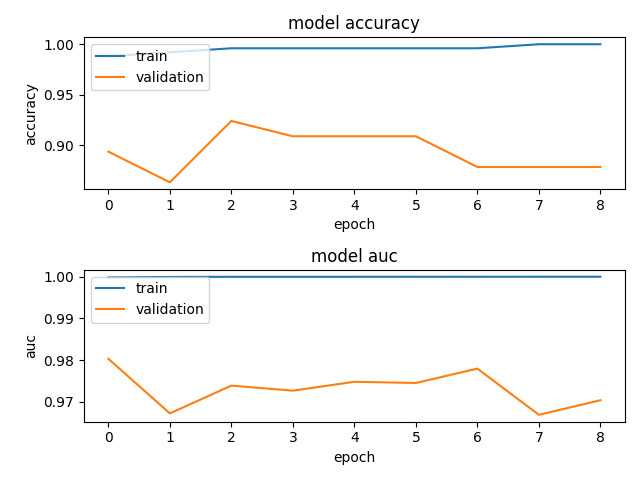 model accuracy
1.00
0.95
0.90
accuracy
train
validation
0 1 2 3 4 5 6 7 8
epoch
model auc
1.00
0.99
0.98
0.97
auc
train
validation
0 1 2 3 4 5 6 7 8
epoch